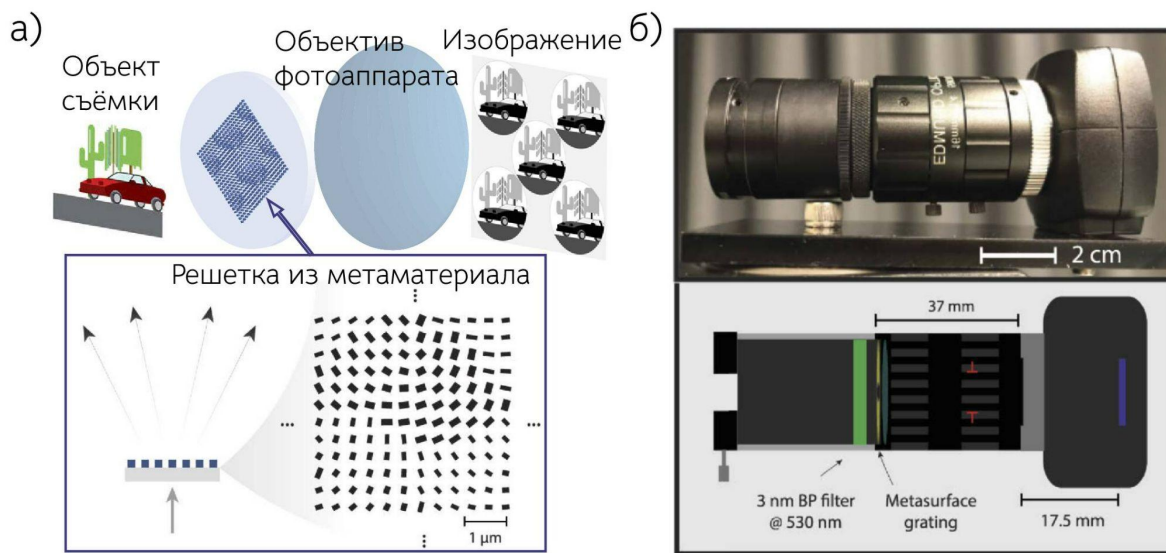 а)
Объект
съёмки
Объектив
фотоаппарата
Изображение
Решетка из метаматериала
1 µm
б)
EDMUND
2 cm
37 mm
3 nm BP filter
@ 530 nm
Metasurface
grating
17.5 mm